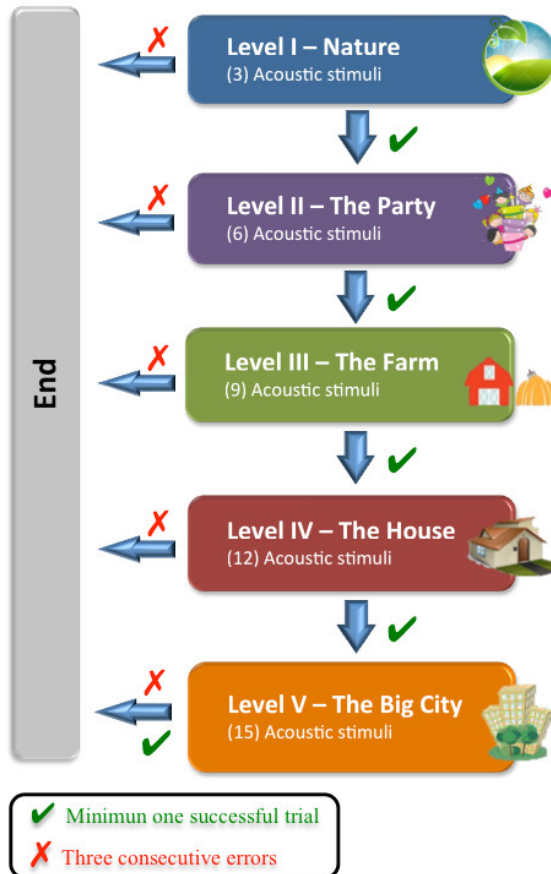 Level I – Nature
(3) Acoustic stimuli
Level II – The Party
(6) Acoustic stimuli
Level III – The Farm
(9) Acoustic stimuli
End
Level IV – The House
(12) Acoustic stimuli
Level V – The Big City
(15) Acoustic stimuli
Minimun one successful trial
Three consecutive errors